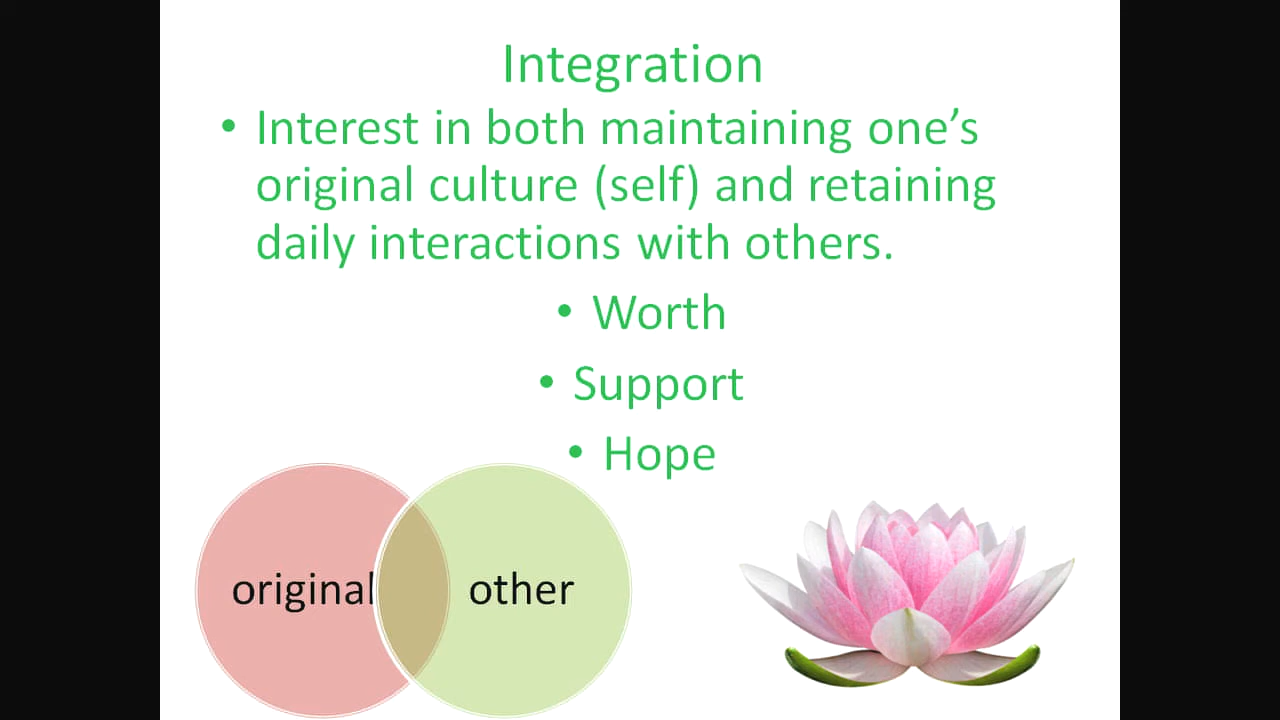 Integration
• Interest in both maintaining one’s
original culture (self) and retaining
daily interactions with others.
• Worth
• Support
• Hope
original
other